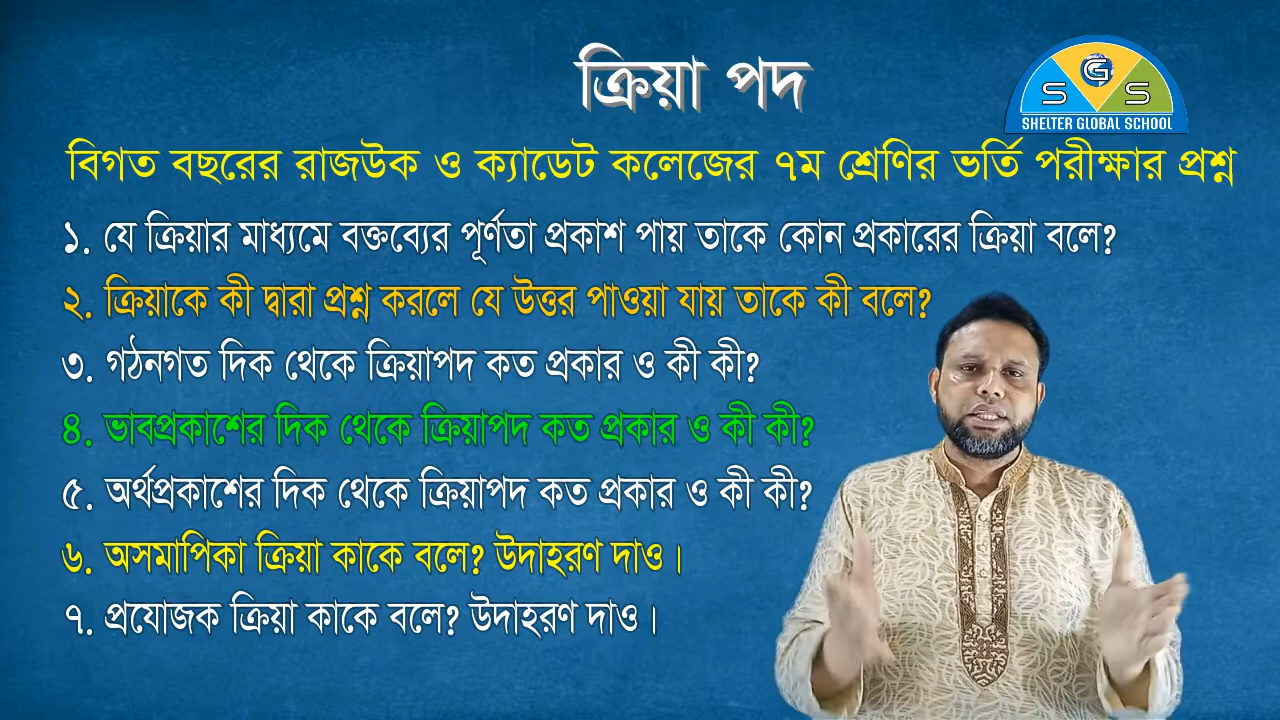 ক্রিয়া পদ
SGS
SHELTER GLOBAL SCHOOL
বিগত বছরের রাজউক ও ক্যাডেট কলেজের ৭ম শ্রেণির ভর্তি পরীক্ষার প্রশ্ন
১. যে ক্রিয়ার মাধ্যমে বক্তব্যের পূর্ণতা প্রকাশ পায় তাকে কোন প্রকারের ক্রিয়া বলে?
২. ক্রিয়াকে কী দ্বারা প্রশ্ন করলে যে উত্তর পাওয়া যায় তাকে কী বলে?
৩. গঠনগত দিক থেকে ক্রিয়াপদ কত প্রকার ও কী কী?
৪. ভাবপ্রকাশের দিক থেকে ক্রিয়াপদ কত প্রকার ও কী কী?
৫. অর্থপ্রকাশের দিক থেকে ক্রিয়াপদ কত প্রকার ও কী কী?
৬. অসমাপিকা ক্রিয়া কাকে বলে? উদাহরণ দাও।
৭. প্রযোজক ক্রিয়া কাকে বলে? উদাহরণ দাও।